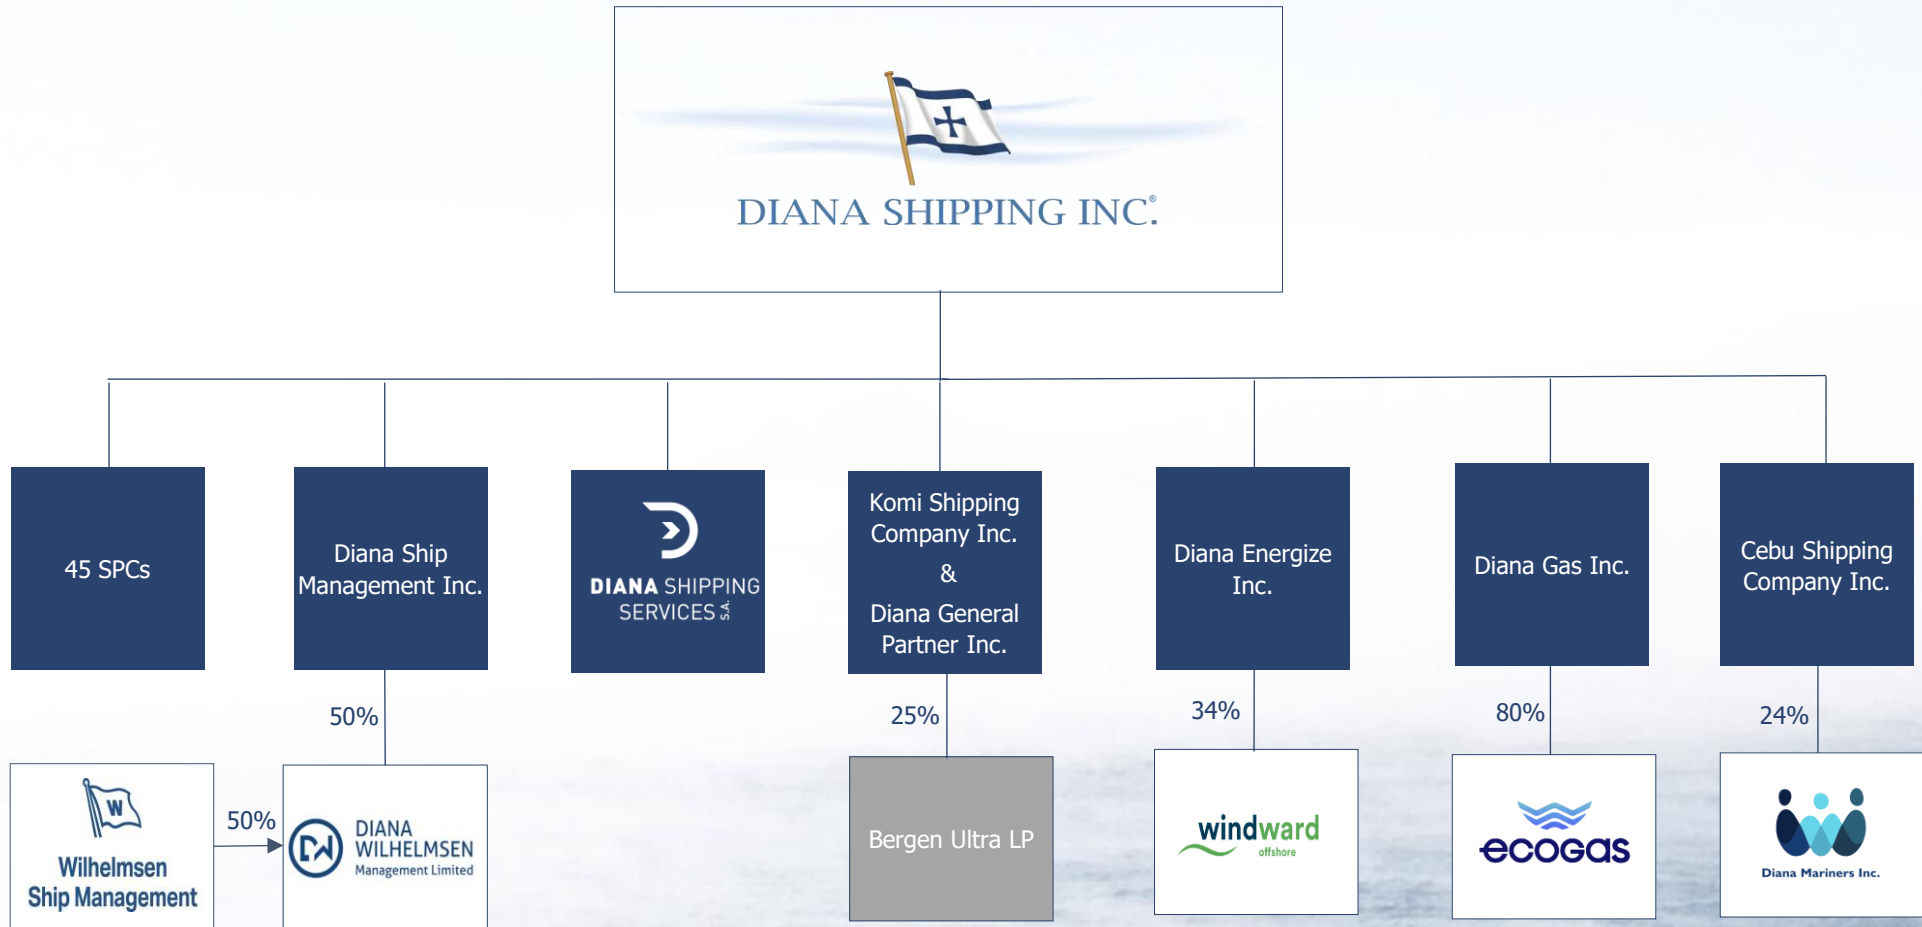 DIANA SHIPPING INC.®
45 SPCs
Diana Ship
Management Inc.
DIANA SHIPPING
SERVICES S.A.
Komi Shipping
Company Inc.
&
Diana General
Partner Inc.
Diana Energize
Inc.
Diana Gas Inc.
Cebu Shipping
Company Inc.
50%
25%
34%
80%
24%
W
Wilhelmsen
Ship Management
50%
DW
DIANA
WILHELMSEN
Management Limited
Bergen Ultra LP
windward
offshore
ecogas
Diana Mariners Inc.